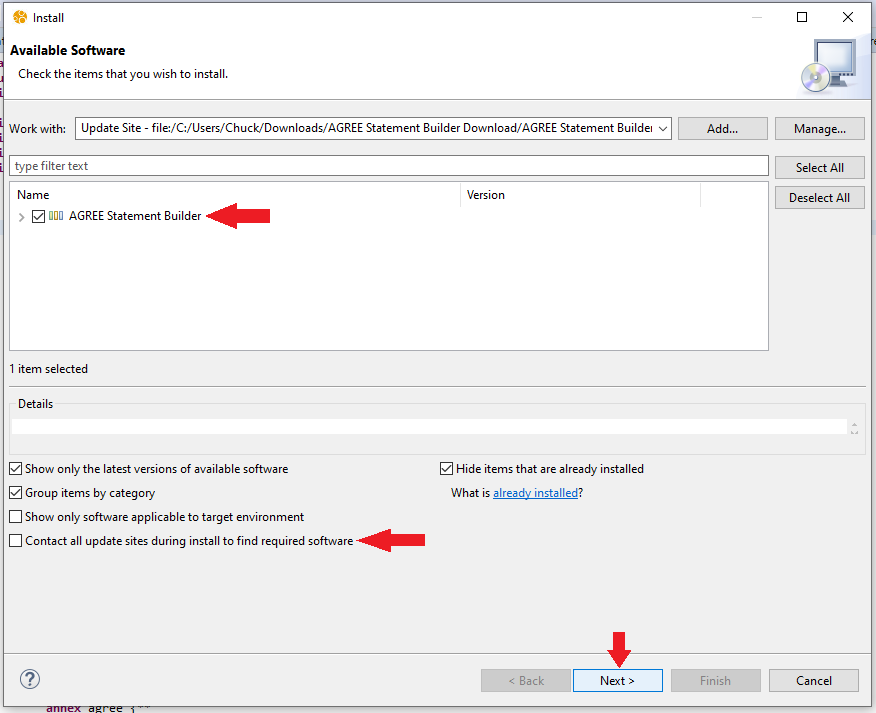 Install
Available Software
Check the items that you wish to install.
Work with: Update Site - file:/C:/Users/Chuck/Downloads/AGREE Statement Builder Download/AGREE Statement Builder Add... Manage...
type filter text Select All
Deselect All
Name Version
AGREE Statement Builder
1 item selected
Details
Show only the latest versions of available software Hide items that are already installed
Group items by category What is already installed?
Show only software applicable to target environment
Contact all update sites during install to find required software
? < Back Next > Finish Cancel
annex agree {**